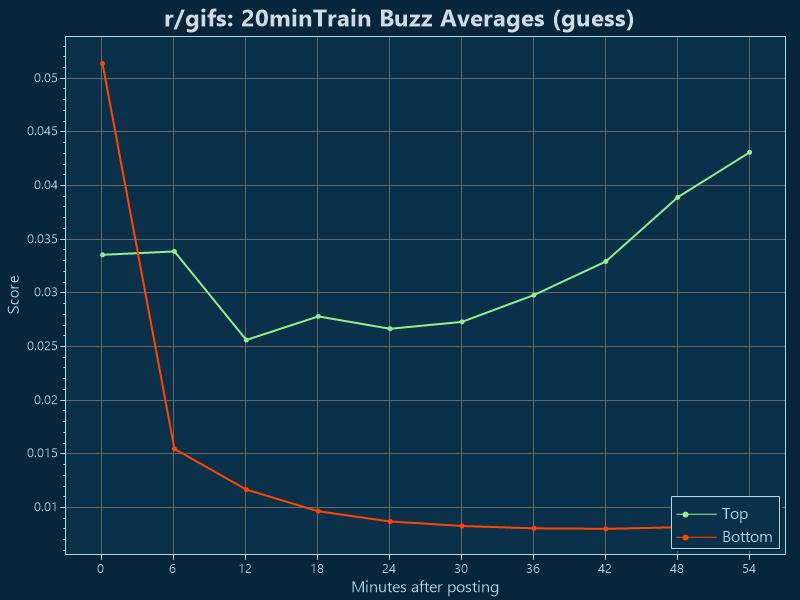 r/gifs: 20minTrain Buzz Averages (guess)
0.05
0.045
0.04
0.035
0.03
0.025
0.02
0.015
0.01
Score
Top
Bottom
0 6 12 18 24 30 36 42 48 54
Minutes after posting